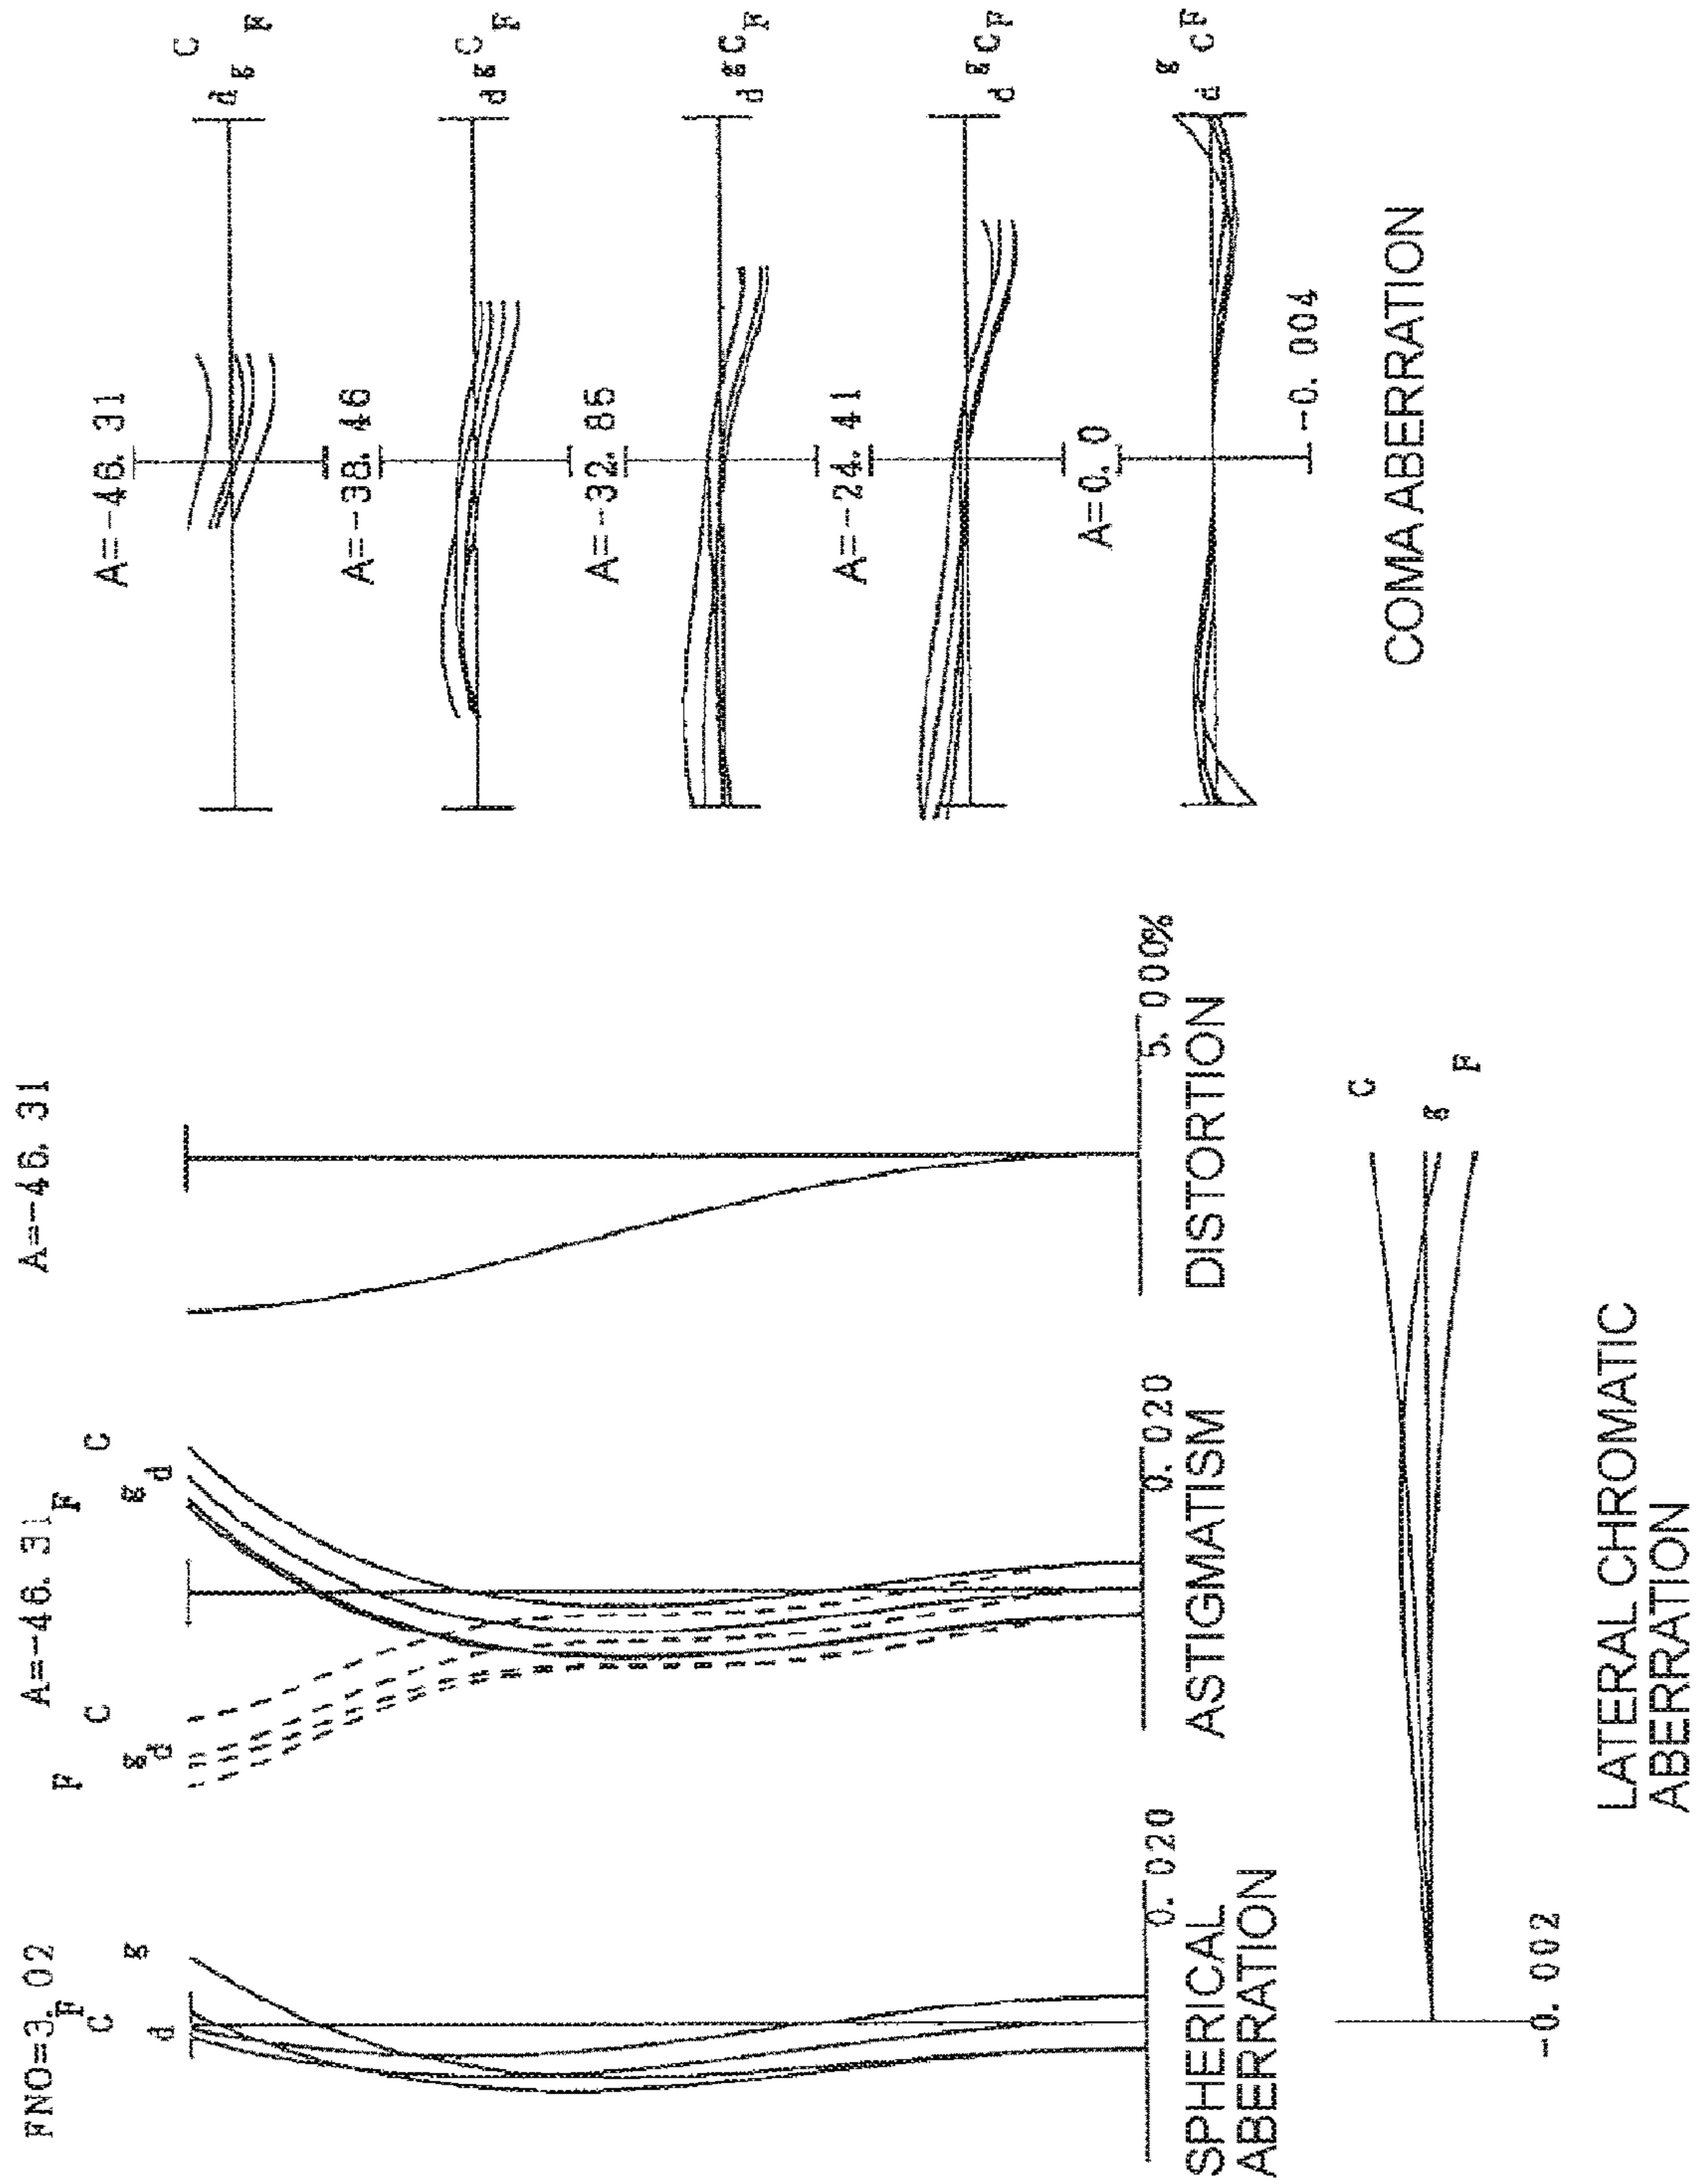 FNO=3.02
F
C
d
g
SPHERICAL
ABERRATION
0.020
A=-46.31
F
C
g
d
F
C
g
d
0.020
ASTIGMATISM
A=-46.31
5.000%
DISTORTION
A=-46.31
C
d
g
F
A=-38.46
C
d
g
F
A=-32.85
d
g
C
F
A=-24.41
d
g
C
F
A=0.0
g
d
C
F
-0.004
COMA ABERRATION
C
g
F
-0.002
LATERAL CHROMATIC
ABERRATION